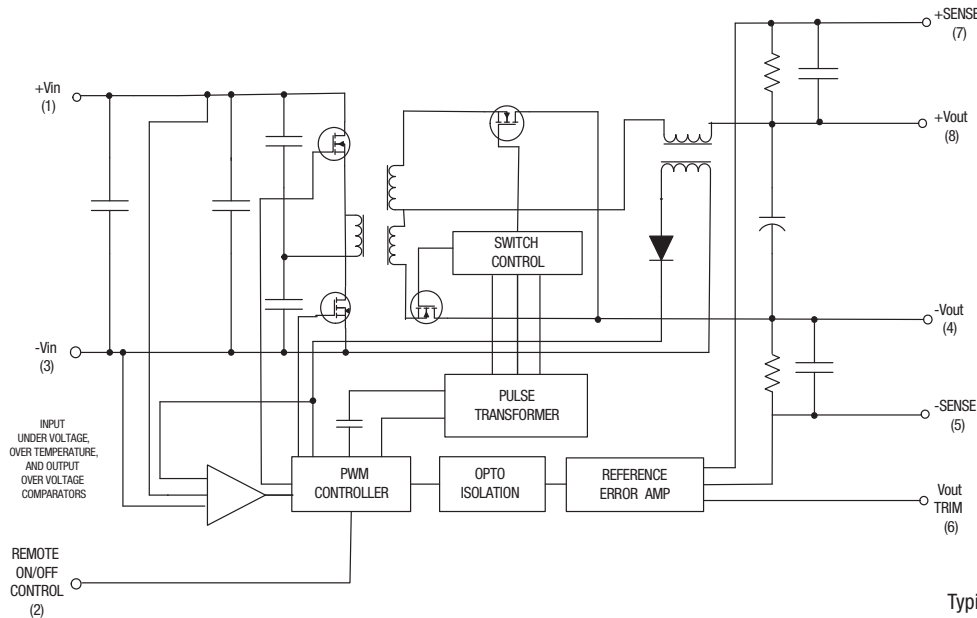 +SENSE
(7)
+Vin
(1)
+Vout
(8)
SWITCH
CONTROL
-Vout
(4)
-Vin
(3)
PULSE
TRANSFORMER
-SENSE
(5)
INPUT
UNDER VOLTAGE,
OVER TEMPERATURE,
AND OUTPUT
OVER VOLTAGE
COMPARATORS
PWM
CONTROLLER
OPTO
ISOLATION
REFERENCE
ERROR AMP
Vout
TRIM
(6)
REMOTE
ON/OFF
CONTROL
(2)
Typi